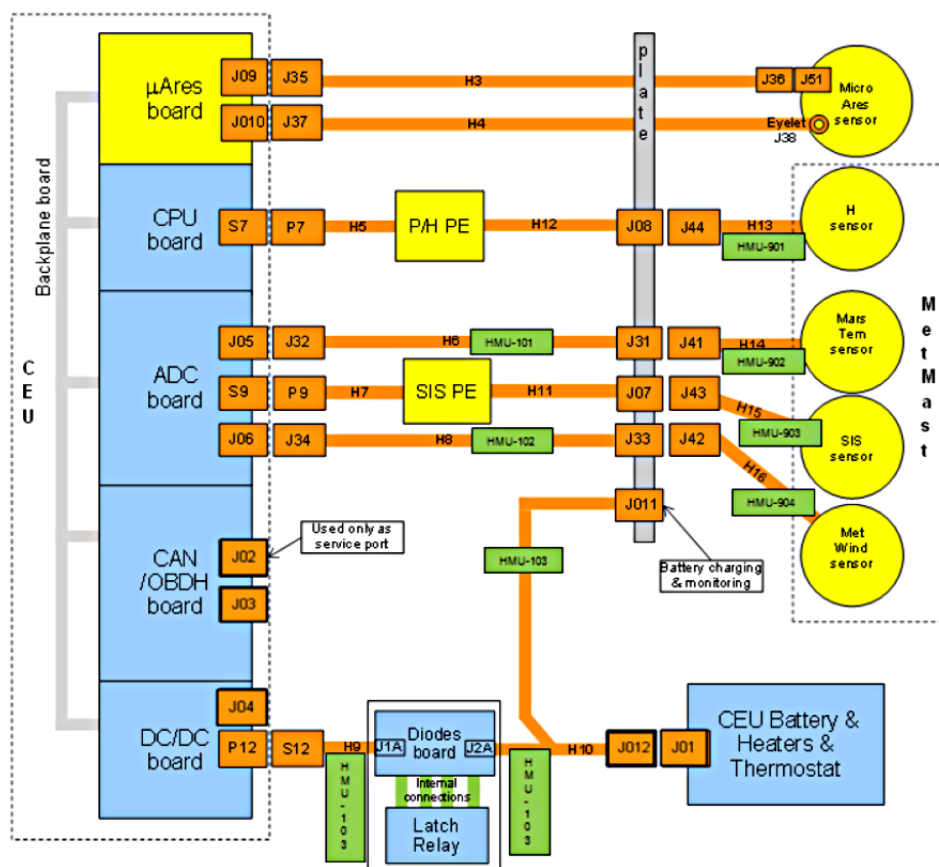 µAres
board
J09
J35
H3
J36
J51
Micro
Ares
sensor
J010
J37
H4
Eyelet
J38
plate
Backplane board
CEU
CPU
board
S7
P7
H5
P/H PE
H12
J08
J44
H13
HMU-901
H
sensor
MetMast
ADC
board
J05
J32
H6
HMU-101
J31
J41
H14
HMU-902
Mars
Tem
sensor
S9
P9
H7
SIS PE
H11
J07
J43
H15
HMU-903
SIS
sensor
J06
J34
H8
HMU-102
J33
J42
H16
HMU-904
Met
Wind
sensor
J011
Battery charging
& monitoring
HMU-103
CAN
/OBDH
board
J02
Used only as
service port
J03
DC/DC
board
J04
P12
S12
H9
HMU-103
J1A
Diodes
board
J2A
Internal
connections
Latch
Relay
HMU-103
H10
J012
J01
CEU Battery &
Heaters &
Thermostat